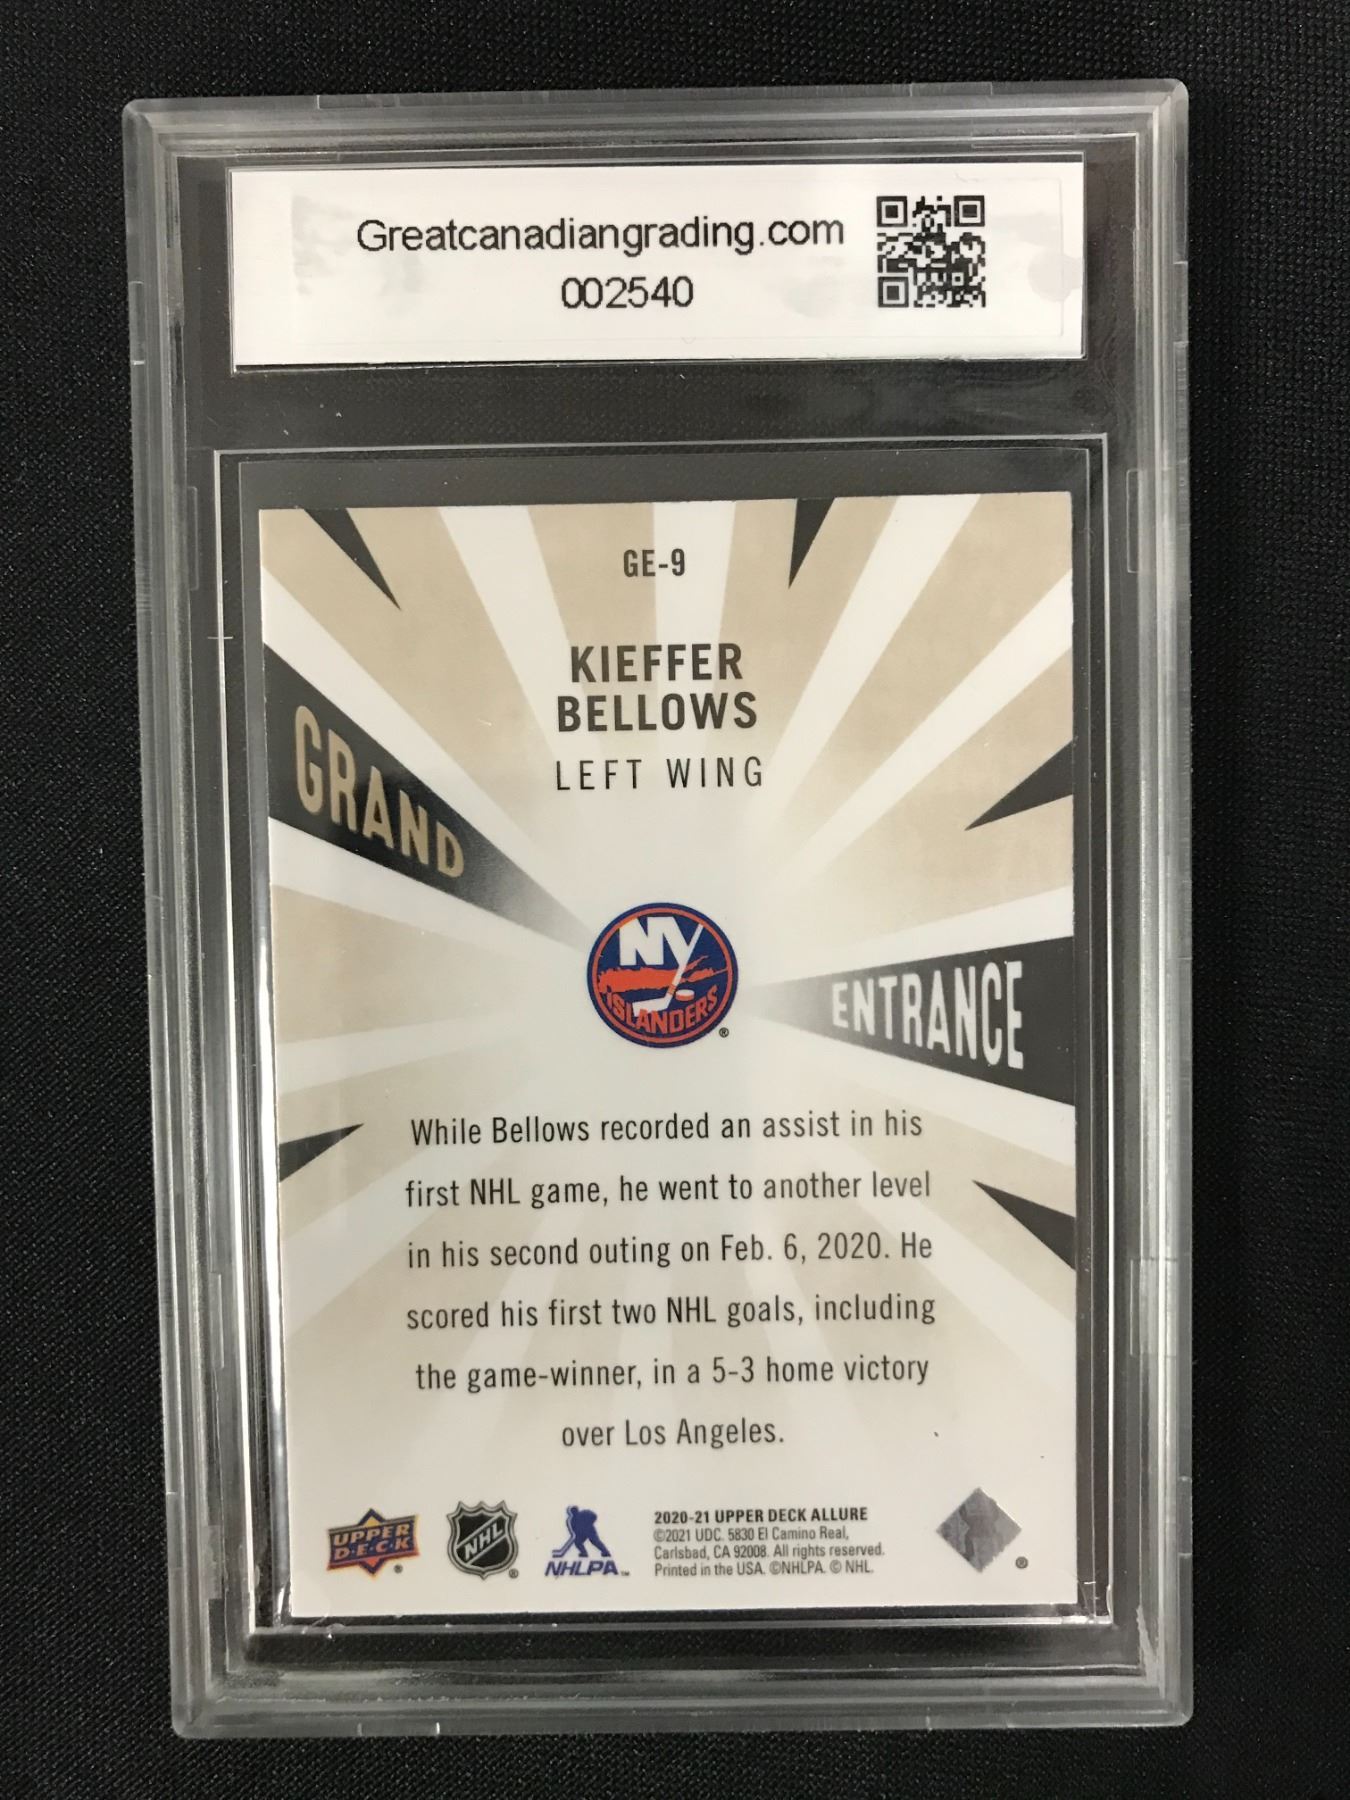 Greatcanadiangrading.com
002540
GE-9
KIEFFER
BELLOWS
LEFT WING
GRAND
NY
ISLANDERS
®
ENTRANCE
While Bellows recorded an assist in his
first NHL game, he went to another level
in his second outing on Feb. 6, 2020. He
scored his first two NHL goals, including
the game-winner, in a 5-3 home victory
over Los Angeles.
UPPER
D·E·C·K
®
NHL
®
NHLPA™
2020-21 UPPER DECK ALLURE
©2021 UDC. 5830 El Camino Real,
Carlsbad, CA 92008. All rights reserved.
Printed in the USA. ©NHLPA. © NHL.
®